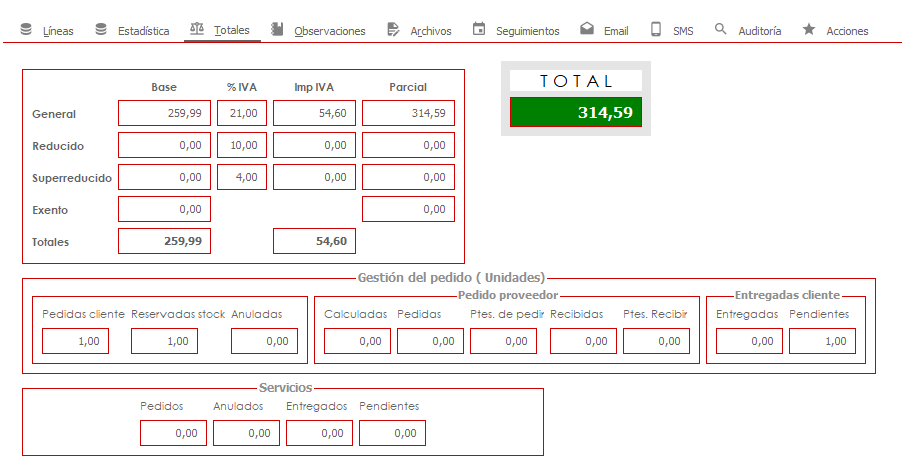 Líneas Estadística Totales Observaciones Archivos Seguimientos Email SMS Auditoría Acciones
Base % IVA Imp IVA Parcial
General 259,99 21,00 54,60 314,59
Reducido 0,00 10,00 0,00 0,00
Superreducido 0,00 4,00 0,00 0,00
Exento 0,00 0,00
Totales 259,99 54,60
TOTAL
314,59
Gestión del pedido ( Unidades)
Pedidas cliente Reservadas stock Anuladas
1,00 1,00 0,00
Pedido proveedor
Calculadas Pedidas Ptes. de pedir Recibidas Ptes. Recibir
0,00 0,00 0,00 0,00 0,00
Entregadas cliente
Entregadas Pendientes
0,00 1,00
Servicios
Pedidos Anulados Entregados Pendientes
0,00 0,00 0,00 0,00